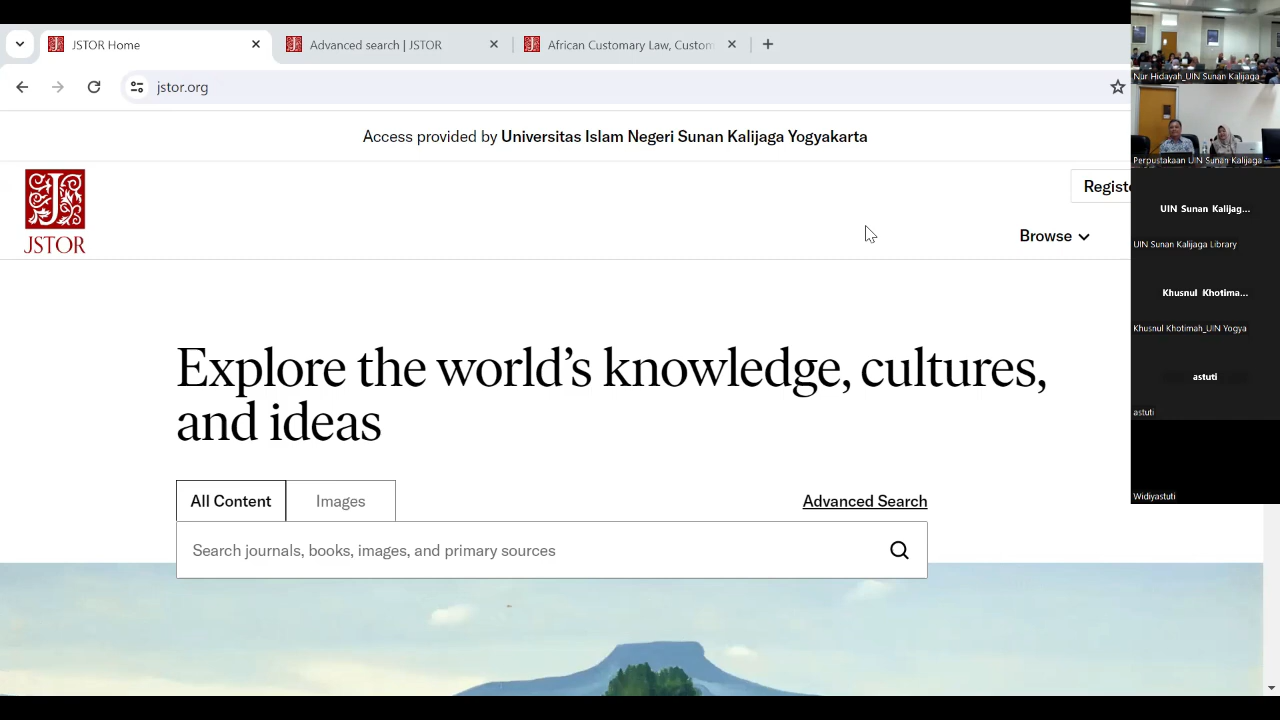 JSTOR Home
Advanced search | JSTOR
African Customary Law, Custom
jstor.org
Access provided by Universitas Islam Negeri Sunan Kalijaga Yogyakarta
JSTOR
Registe
Browse
Explore the world's knowledge, cultures,
and ideas
All Content
Images
Advanced Search
Search journals, books, images, and primary sources
Nur Hidayah_UIN Sunan Kalijaga
Perpustakaan UIN Sunan Kalijaga
UIN Sunan Kalijag...
UIN Sunan Kalijaga Library
Khusnul Khotima...
Khusnul Khotimah_UIN Yogya
astuti
astuti
Widiyastuti